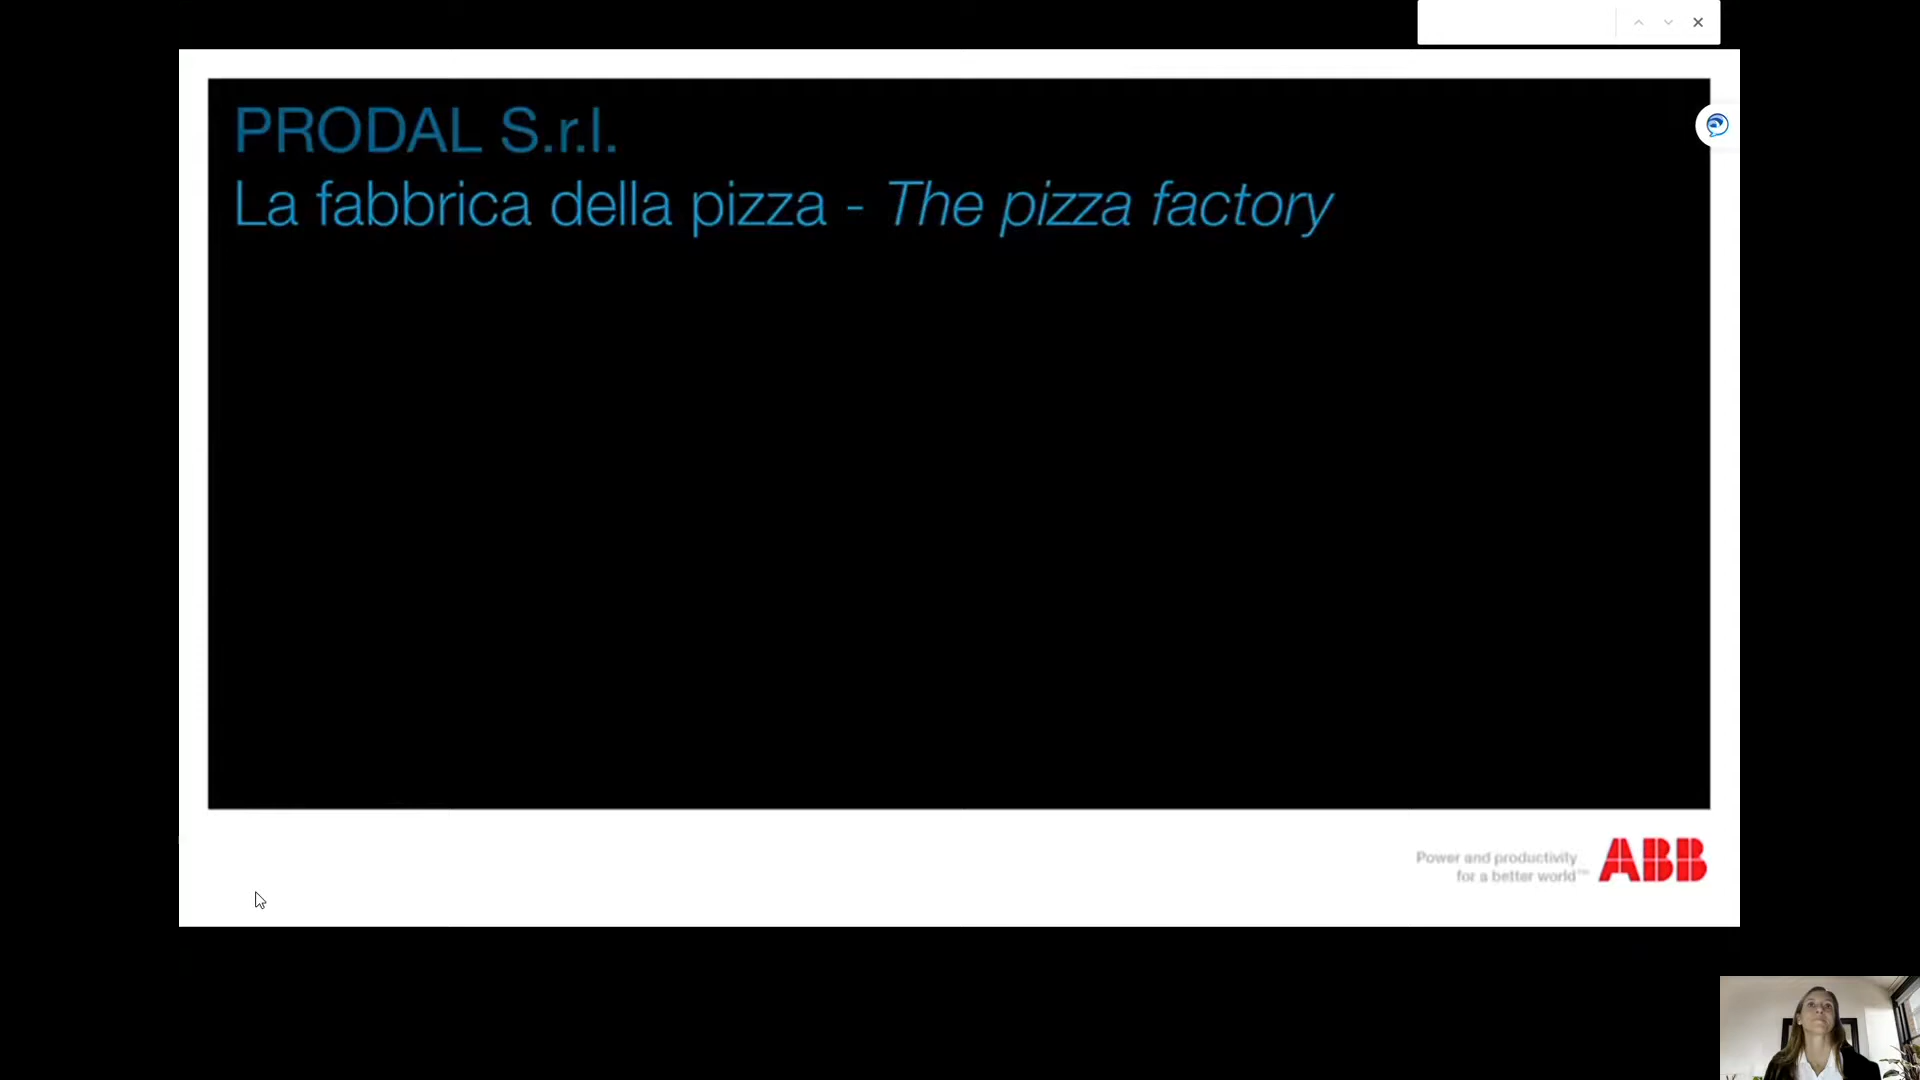 PRODAL S.r.l.
La fabbrica della pizza - The pizza factory
Power and productivity
for a better world™
ABB